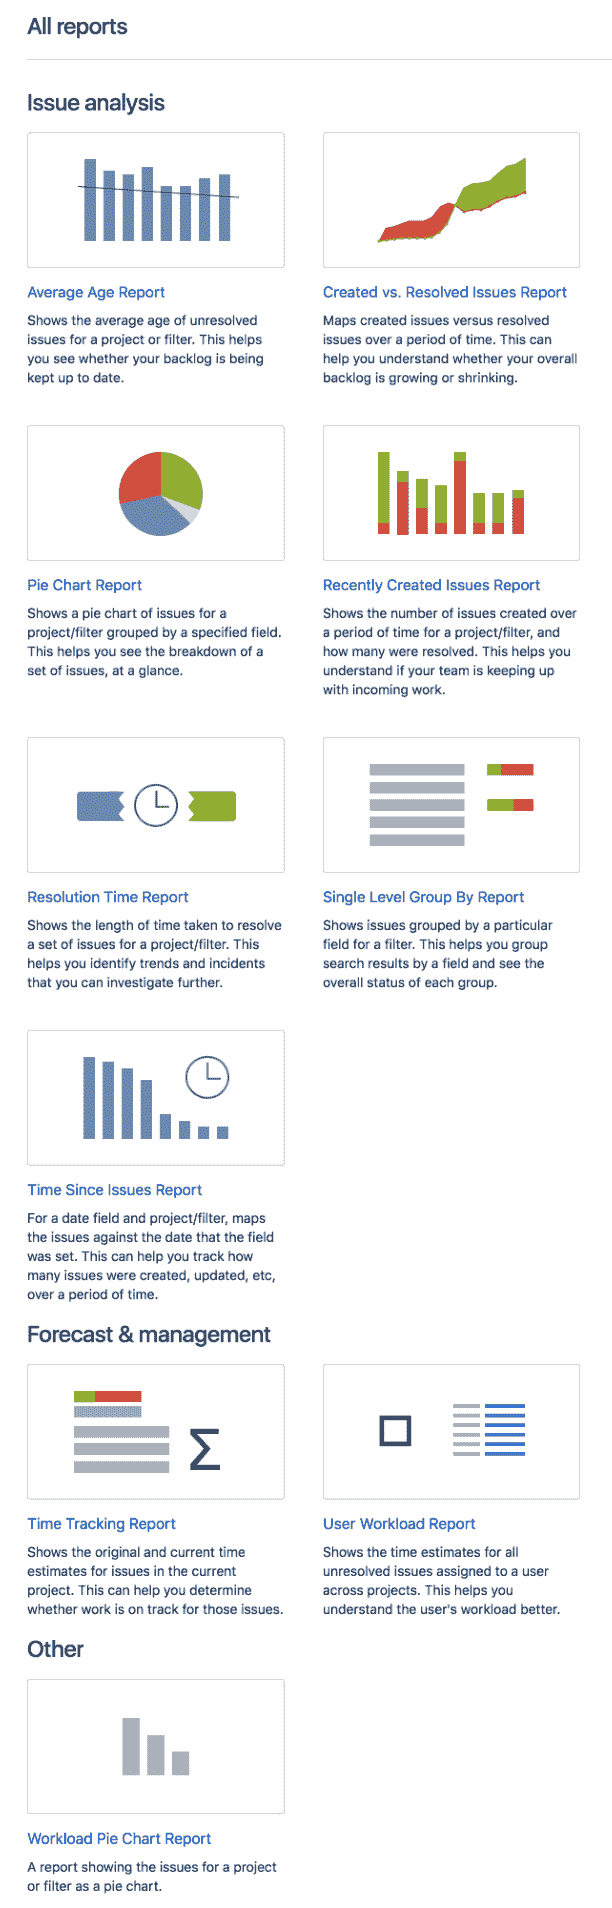 All reports
Issue analysis
Average Age Report
Shows the average age of unresolved
issues for a project or filter. This helps
you see whether your backlog is being
kept up to date.
Created vs. Resolved Issues Report
Maps created issues versus resolved
issues over a period of time. This can
help you understand whether your overall
backlog is growing or shrinking.
Pie Chart Report
Shows a pie chart of issues for a
project/filter grouped by a specified field.
This helps you see the breakdown of a
set of issues, at a glance.
Recently Created Issues Report
Shows the number of issues created over
a period of time for a project/filter, and
how many were resolved. This helps you
understand if your team is keeping up
with incoming work.
Resolution Time Report
Shows the length of time taken to resolve
a set of issues for a project/filter. This
helps you identify trends and incidents
that you can investigate further.
Single Level Group By Report
Shows issues grouped by a particular
field for a filter. This helps you group
search results by a field and see the
overall status of each group.
Time Since Issues Report
For a date field and project/filter, maps
the issues against the date that the field
was set. This can help you track how
many issues were created, updated, etc,
over a period of time.
Forecast & management
Σ
Time Tracking Report
Shows the original and current time
estimates for issues in the current
project. This can help you determine
whether work is on track for those issues.
User Workload Report
Shows the time estimates for all
unresolved issues assigned to a user
across projects. This helps you
understand the user's workload better.
Other
Workload Pie Chart Report
A report showing the issues for a project
or filter as a pie chart.